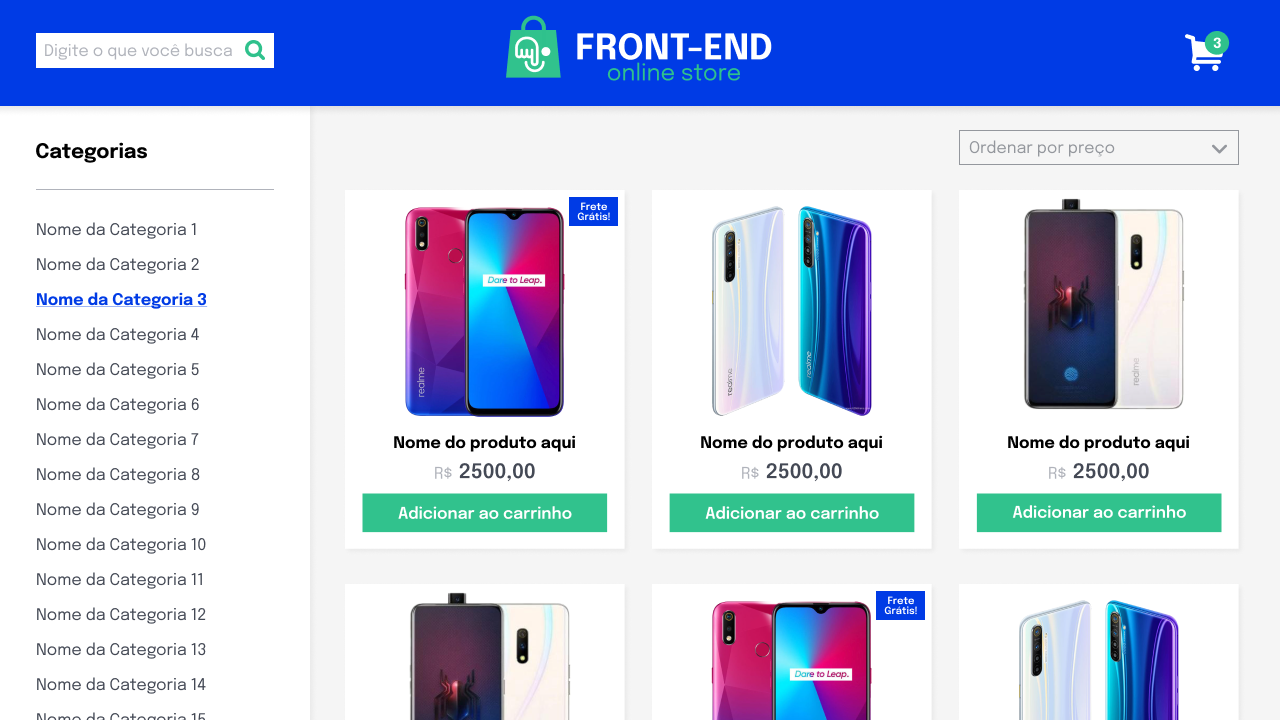 Digite o que você busca
FRONT-END
online store
3
Categorias
Nome da Categoria 1
Nome da Categoria 2
Nome da Categoria 3
Nome da Categoria 4
Nome da Categoria 5
Nome da Categoria 6
Nome da Categoria 7
Nome da Categoria 8
Nome da Categoria 9
Nome da Categoria 10
Nome da Categoria 11
Nome da Categoria 12
Nome da Categoria 13
Nome da Categoria 14
Nome da Categoria 15
Ordenar por preço
Frete
Grátis!
Dare to Leap.
realme
Nome do produto aqui
R$ 2500,00
Adicionar ao carrinho
realme
realme
Nome do produto aqui
R$ 2500,00
Adicionar ao carrinho
realme
Nome do produto aqui
R$ 2500,00
Adicionar ao carrinho
Frete
Grátis!
Dare to Leap.